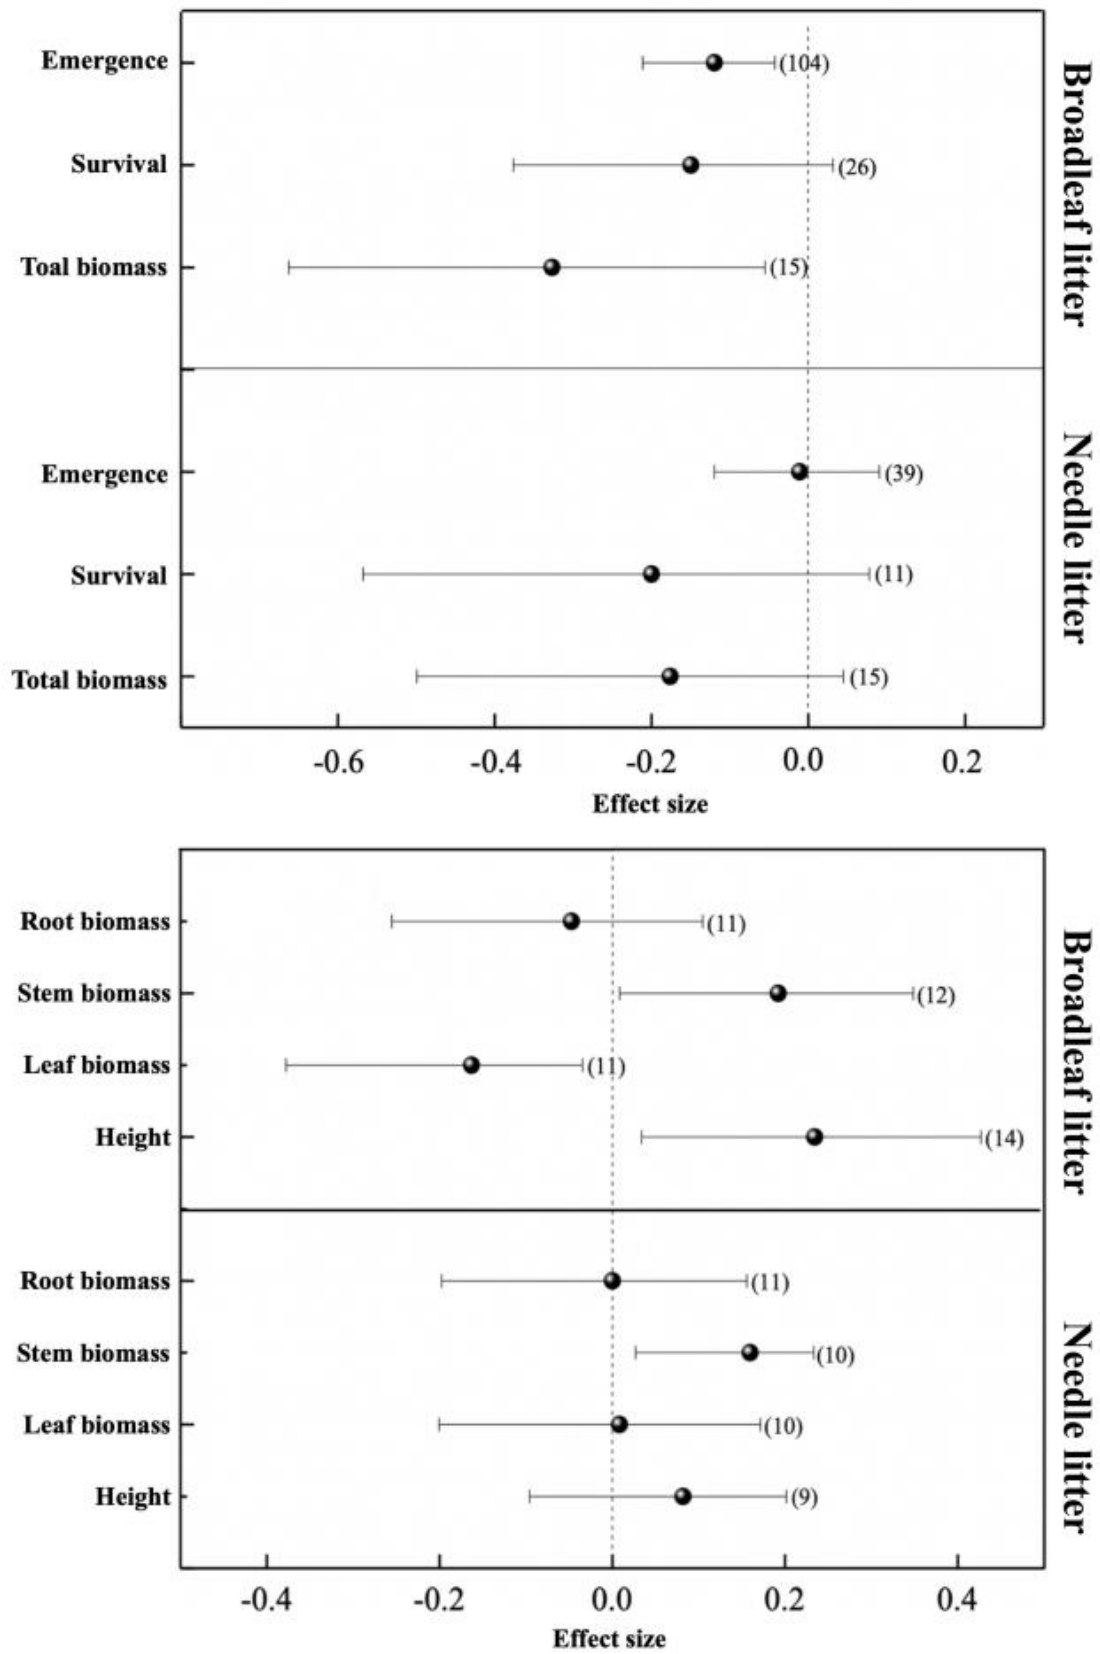 Emergence
(104)
Survival
(26)
Toal biomass
(15)
Broadleaf litter
Emergence
(39)
Survival
(11)
Total biomass
(15)
Needle litter
-0.6 -0.4 -0.2 0.0 0.2
Effect size
Root biomass
(11)
Stem biomass
(12)
Leaf biomass
(11)
Height
(14)
Broadleaf litter
Root biomass
(11)
Stem biomass
(10)
Leaf biomass
(10)
Height
(9)
Needle litter
-0.4 -0.2 0.0 0.2 0.4
Effect size